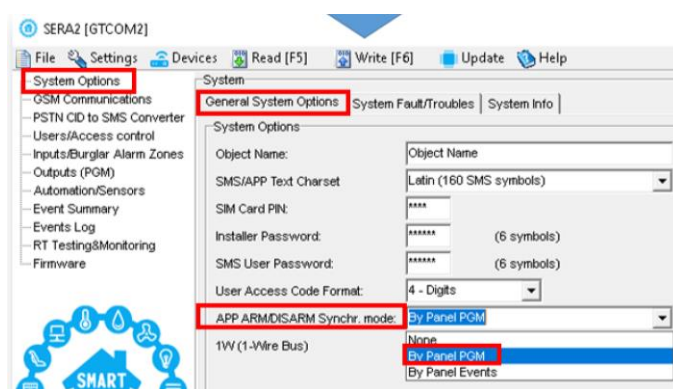 SERA2 [GTCOM2]
File Settings Devices Read [F5] Write [F6] Update Help
System Options
GSM Communications
PSTN CID to SMS Converter
Users/Access control
Inputs/Burglar Alarm Zones
Outputs (PGM)
Automation/Sensors
Event Summary
Events Log
RT Testing&Monitoring
Firmware
SMART
System
General System Options System Fault/Troubles System Info
System Options
Object Name: Object Name
SMS/APP Text Charset Latin (160 SMS symbols)
SIM Card PIN: ****
Installer Password: ****** (6 symbols)
SMS User Password: ****** (6 symbols)
User Access Code Format: 4 - Digits
APP ARM/DISARM Synchr. mode: By Panel PGM
1W (1-Wire Bus) None
By Panel PGM
By Panel Events